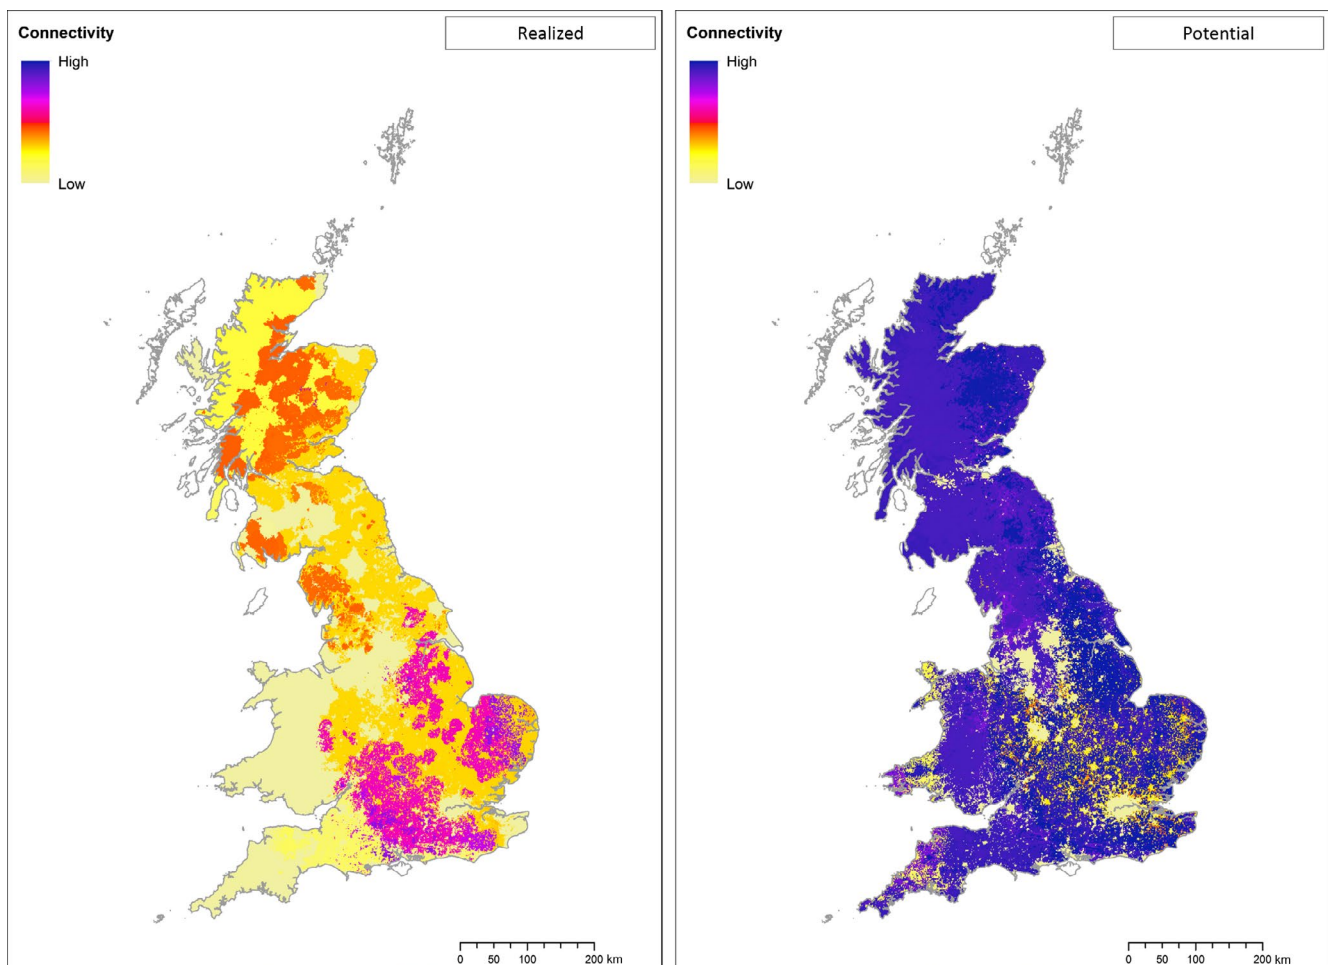 Connectivity
Realized
High
Low
0 50 100 200 km
Connectivity
Potential
High
Low
0 50 100 200 km